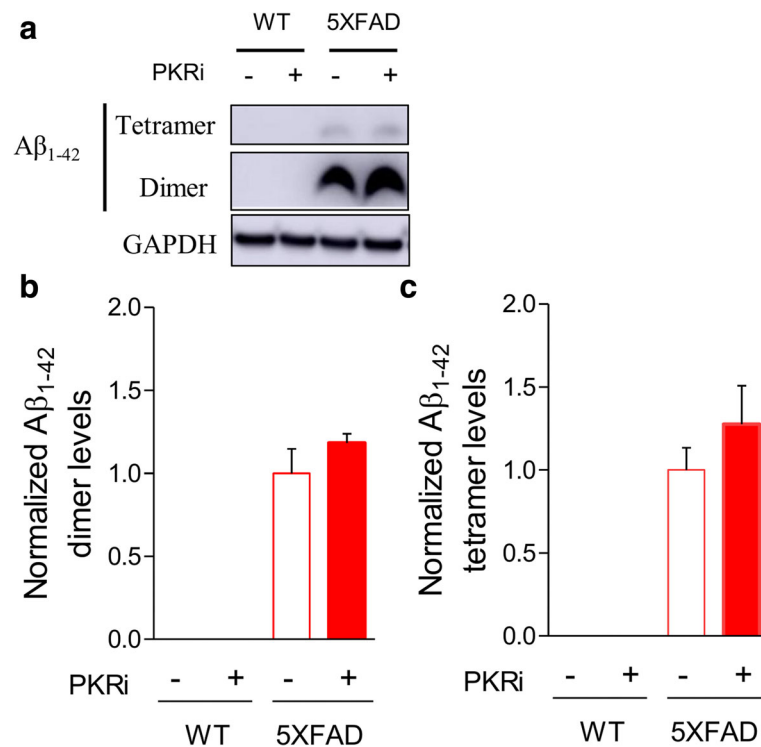 a
WT 5XFAD
PKRi - + - +
Aβ1-42
Tetramer
Dimer
GAPDH
b
Normalized Aβ1-42
dimer levels
2.0
1.5
1.0
0.5
0.0
PKRi - + - +
WT 5XFAD
c
Normalized Aβ1-42
tetramer levels
2.0
1.5
1.0
0.5
0.0
PKRi - + - +
WT 5XFAD